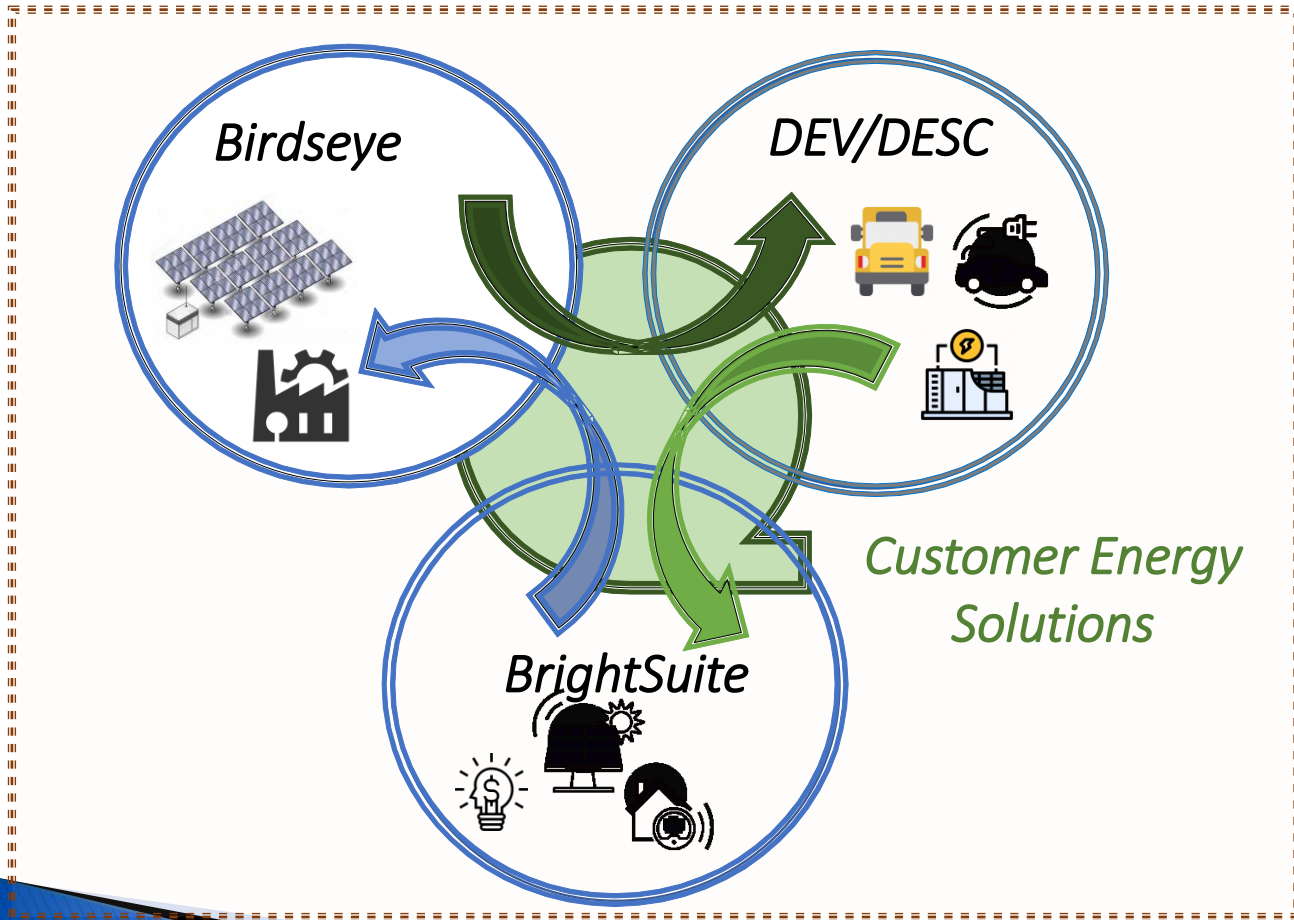 Birdseye
DEV/DESC
Customer Energy
Solutions
BrightSuite
$